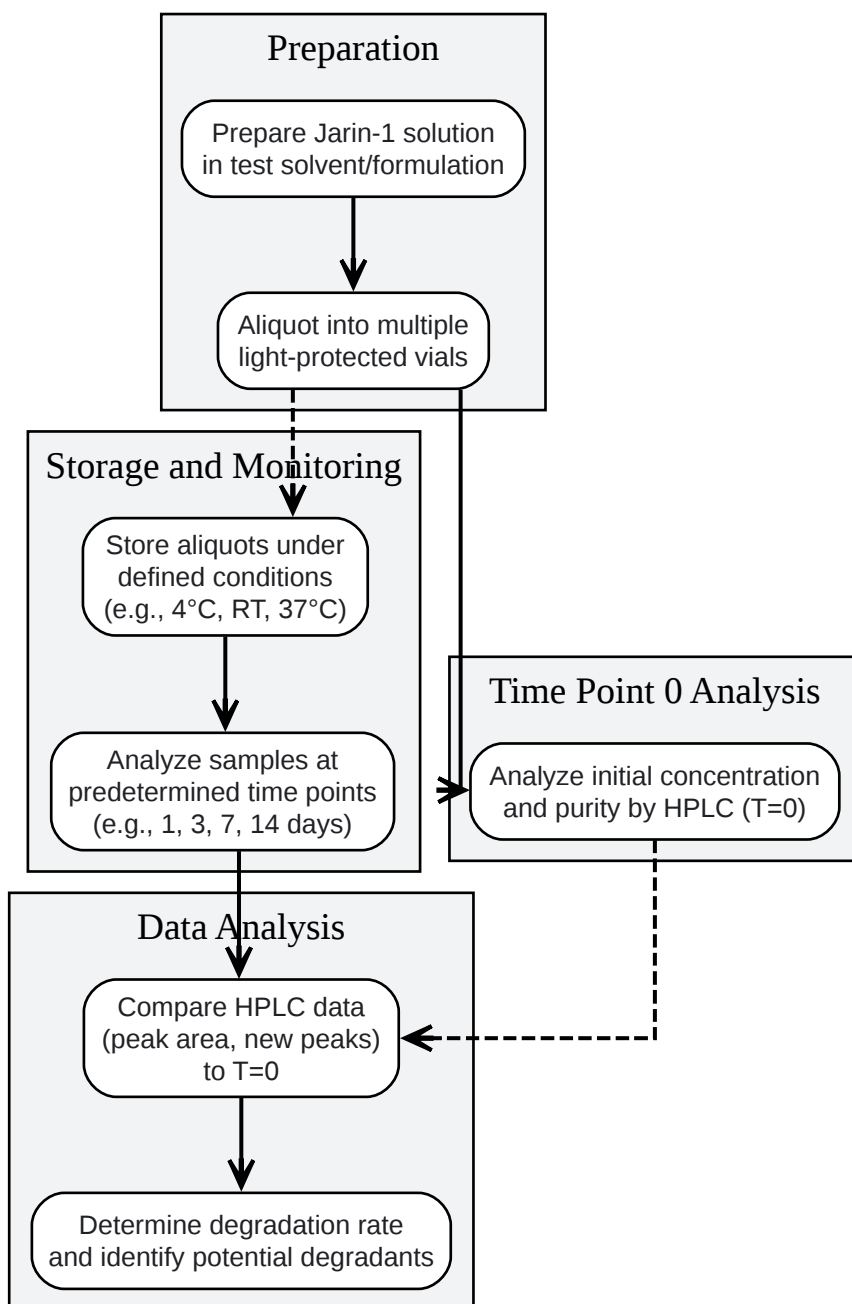 Preparation
Prepare Jarin-1 solution
in test solvent/formulation
Aliquot into multiple
light-protected vials
Storage and Monitoring
Store aliquots under
defined conditions
(e.g., 4°C, RT, 37°C)
Analyze samples at
predetermined time points
(e.g., 1, 3, 7, 14 days)
Time Point 0 Analysis
Analyze initial concentration
and purity by HPLC (T=0)
Data Analysis
Compare HPLC data
(peak area, new peaks)
to T=0
Determine degradation rate
and identify potential degradants